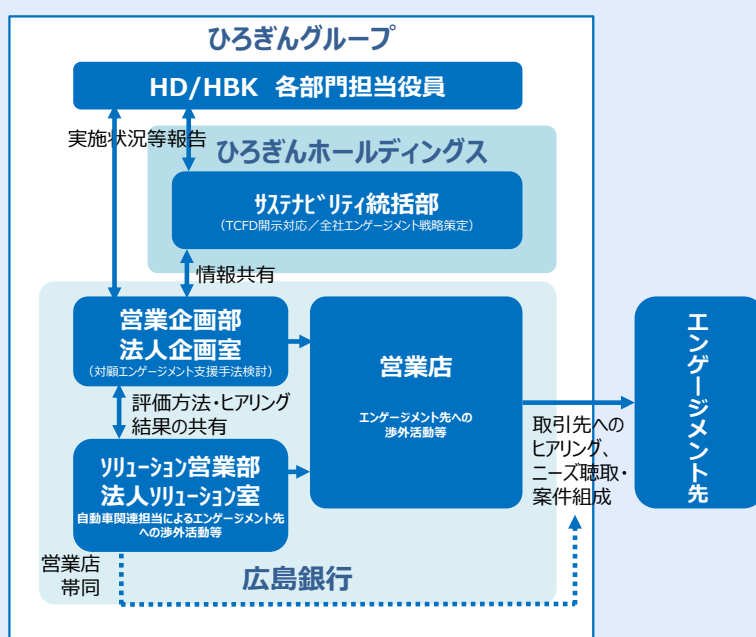 ひろぎんグループ
HD/HBK 各部門担当役員
実施状況等報告
ひろぎんホールディングス
ｻｽﾃﾅﾋﾞﾘﾃｨ統括部
（TCFD開示対応／全社エンゲージメント戦略策定）
情報共有
営業企画部
法人企画室
（対顧エンゲージメント支援手法検討）
評価方法・ヒアリング
結果の共有
ｿﾘｭｰｼｮﾝ営業部
法人ｿﾘｭｰｼｮﾝ室
自動車関連担当によるエンゲージメント先
への渉外活動等
営業店
帯同
広島銀行
営業店
エンゲージメント先への
渉外活動等
取引先への
ヒアリング、
ニーズ聴取・
案件組成
エンゲージメント先